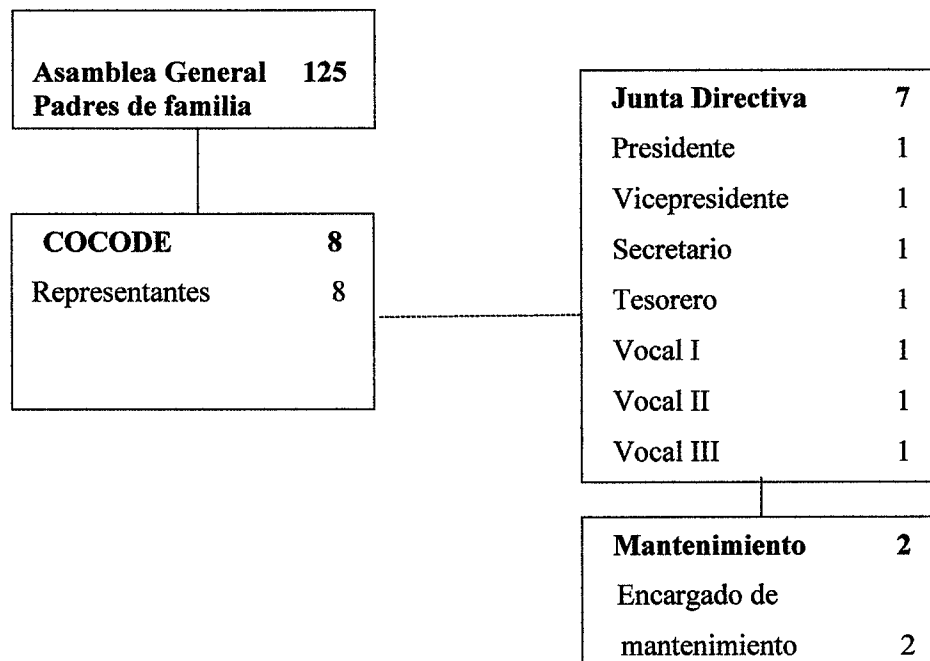 Asamblea General 125
Padres de familia
COCODE 8
Representantes 8
Junta Directiva 7
Presidente 1
Vicepresidente 1
Secretario 1
Tesorero 1
Vocal I 1
Vocal II 1
Vocal III 1
Mantenimiento 2
Encargado de
mantenimiento 2